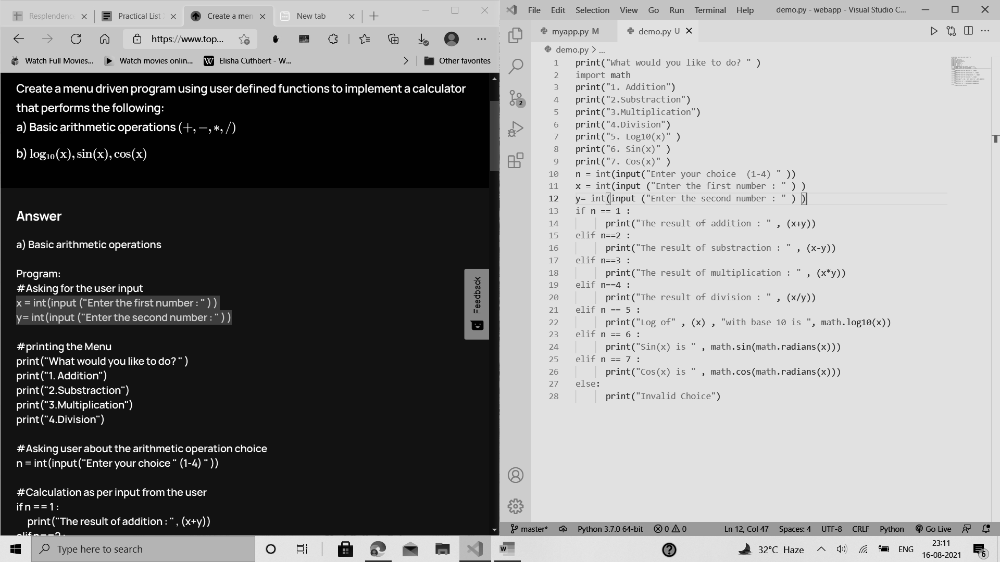 Resplendenc
Practical List
Create a men
New tab
https://www.top...
Watch Full Movies...
Watch movies onlin...
W
Elisha Cuthbert - W...
Other favorites
Create a menu driven program using user defined functions to implement a calculator
that performs the following:
a) Basic arithmetic operations (+, −, *, /)
b) log₁₀(x), sin(x), cos(x)
Answer
a) Basic arithmetic operations
Program:
#Asking for the user input
x = int(input ("Enter the first number : " ) )
y= int(input ("Enter the second number : " ) )
#printing the Menu
print("What would you like to do? " )
print("1. Addition")
print("2.Substraction")
print("3.Multiplication")
print("4.Division")
#Asking user about the arithmetic operation choice
n = int(input("Enter your choice " (1-4) " ))
#Calculation as per input from the user
if n == 1 :
print("The result of addition : " , (x+y))
elif n==2 :
Feedback
File Edit Selection View Go Run Terminal Help
demo.py - webapp - Visual Studio C...
myapp.py M
demo.py U
demo.py > ...
2
1 print("What would you like to do? " )
2 import math
3 print("1. Addition")
4 print("2.Substraction")
5 print("3.Multiplication")
6 print("4.Division")
7 print("5. Log10(x)" )
8 print("6. Sin(x)" )
9 print("7. Cos(x)" )
10 n = int(input("Enter your choice  (1-4) " ))
11 x = int(input ("Enter the first number : " ) )
12 y= int(input ("Enter the second number : " ) )
13 if n == 1 :
14 print("The result of addition : " , (x+y))
15 elif n==2 :
16 print("The result of substraction : " , (x-y))
17 elif n==3 :
18 print("The result of multiplication : " , (x*y))
19 elif n==4 :
20 print("The result of division : " , (x/y))
21 elif n == 5 :
22 print("Log of" , (x) , "with base 10 is ", math.log10(x))
23 elif n == 6 :
24 print("Sin(x) is " , math.sin(math.radians(x)))
25 elif n == 7 :
26 print("Cos(x) is " , math.cos(math.radians(x)))
27 else:
28 print("Invalid Choice")
master*
Python 3.7.0 64-bit
0 0
Ln 12, Col 47
Spaces: 4
UTF-8
CRLF
Python
Go Live
Type here to search
W
32°C Haze
ENG
23:11
16-08-2021
6